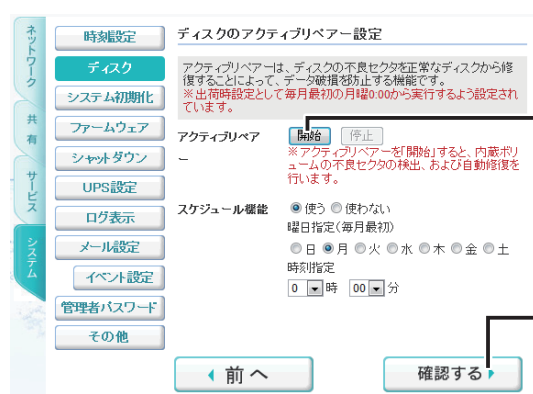 ネットワーク
共有
サービス
システム
時刻設定
ディスク
システム初期化
ファームウェア
シャットダウン
UPS設定
ログ表示
メール設定
イベント設定
管理者パスワード
その他
ディスクのアクティブリペアー設定
アクティブリペアーは、ディスクの不良セクタを正常なディスクから修
復することによって、データ破損を防止する機能です。
※出荷時設定として毎月最初の月曜0:00から実行するよう設定され
ています。
アクティブリペア
ー
開始 停止
※アクティブリペアーを「開始」すると、内蔵ボリ
ュームの不良セクタの検出、および自動修復を
行います。
スケジュール機能 使う 使わない
曜日指定(毎月最初)
日 月 火 水 木 金 土
時刻指定
0 時 00 分
前へ
確認する